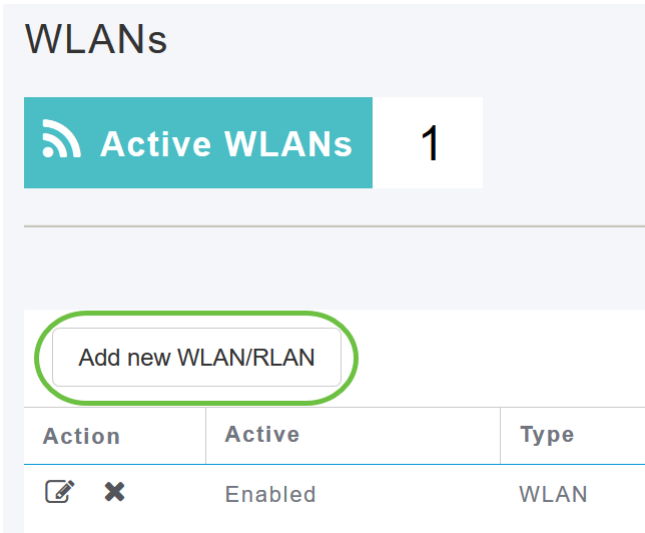 WLANs
Active WLANs 1
Add new WLAN/RLAN
Action Active Type
Enabled WLAN